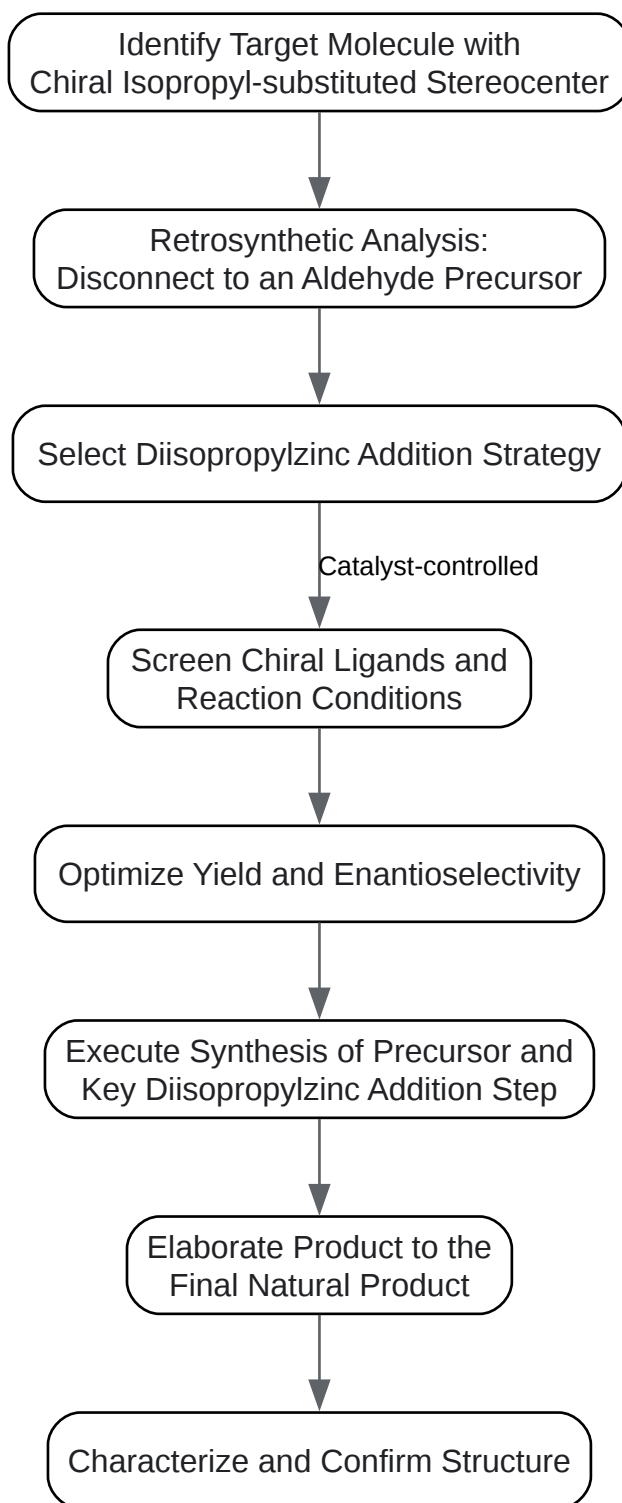 Identify Target Molecule with
Chiral Isopropyl-substituted Stereocenter
Retrosynthetic Analysis:
Disconnect to an Aldehyde Precursor
Select Diisopropylzinc Addition Strategy
Catalyst-controlled
Screen Chiral Ligands and
Reaction Conditions
Optimize Yield and Enantioselectivity
Execute Synthesis of Precursor and
Key Diisopropylzinc Addition Step
Elaborate Product to the
Final Natural Product
Characterize and Confirm Structure